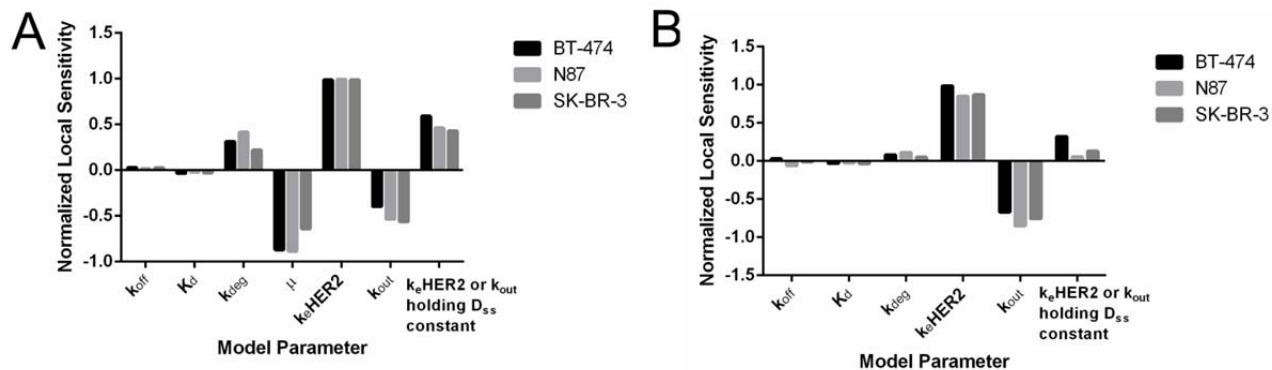 A
Normalized Local Sensitivity
1.5
1.0
0.5
0.0
-0.5
-1.0
BT-474
N87
SK-BR-3
koff
Kd
kdeg
μ
keHER2
kout
keHER2 or kout
holding Dss
constant
Model Parameter
B
Normalized Local Sensitivity
1.5
1.0
0.5
0.0
-0.5
-1.0
-1.5
BT-474
N87
SK-BR-3
koff
Kd
kdeg
keHER2
kout
keHER2 or kout
holding Dss
constant
Model Parameter